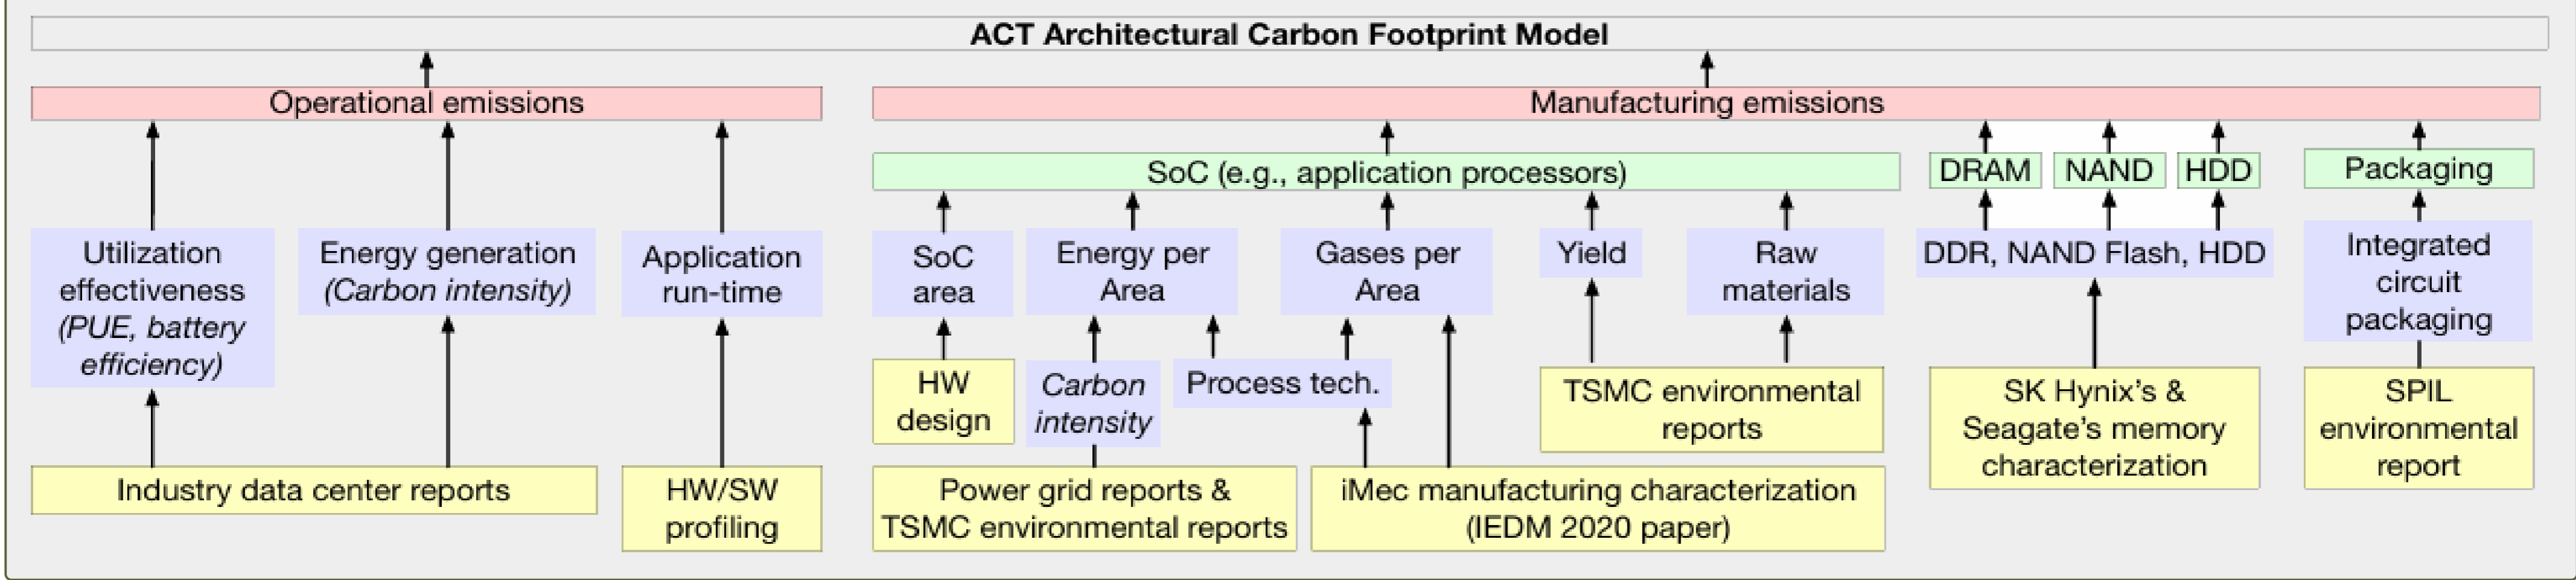 ACT Architectural Carbon Footprint Model
Operational emissions
Manufacturing emissions
SoC (e.g., application processors)
DRAM
NAND
HDD
Packaging
Utilization
effectiveness
(PUE, battery
efficiency)
Energy generation
(Carbon intensity)
Application
run-time
SoC
area
Energy per
Area
Gases per
Area
Yield
Raw
materials
DDR, NAND Flash, HDD
Integrated
circuit
packaging
HW
design
Carbon
intensity
Process tech.
TSMC environmental
reports
SK Hynix's &
Seagate's memory
characterization
SPIL
environmental
report
Industry data center reports
HW/SW
profiling
Power grid reports &
TSMC environmental reports
iMec manufacturing characterization
(IEDM 2020 paper)